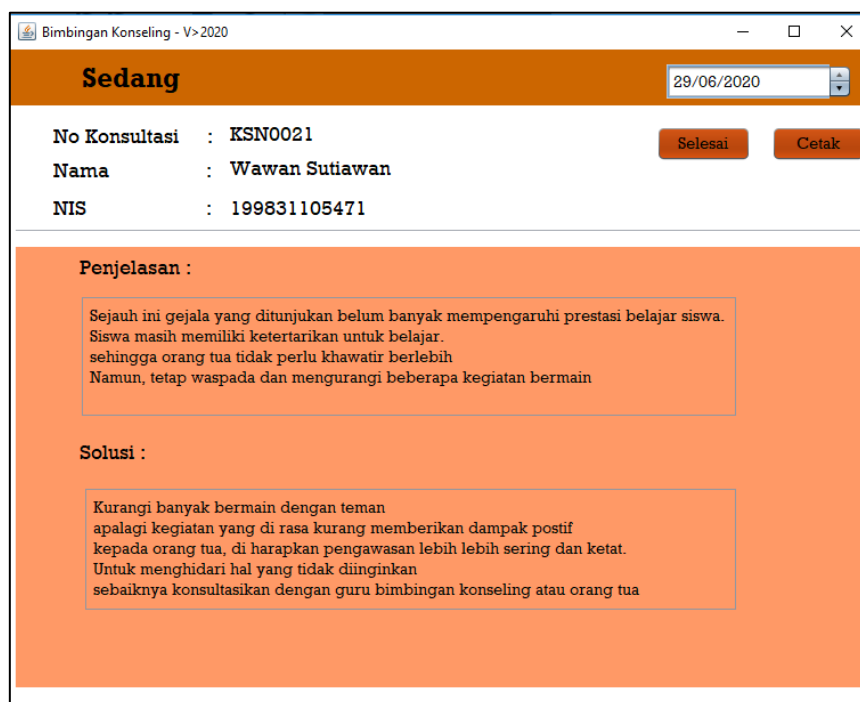 Bimbingan Konseling - V>2020
Sedang
29/06/2020
No Konsultasi : KSN0021
Selesai
Cetak
Nama : Wawan Sutiawan
NIS : 199831105471
Penjelasan :
Sejauh ini gejala yang ditunjukan belum banyak mempengaruhi prestasi belajar siswa.
Siswa masih memiliki ketertarikan untuk belajar.
sehingga orang tua tidak perlu khawatir berlebih
Namun, tetap waspada dan mengurangi beberapa kegiatan bermain
Solusi :
Kurangi banyak bermain dengan teman
apalagi kegiatan yang di rasa kurang memberikan dampak postif
kepada orang tua, di harapkan pengawasan lebih lebih sering dan ketat.
Untuk menghidari hal yang tidak diinginkan
sebaiknya konsultasikan dengan guru bimbingan konseling atau orang tua